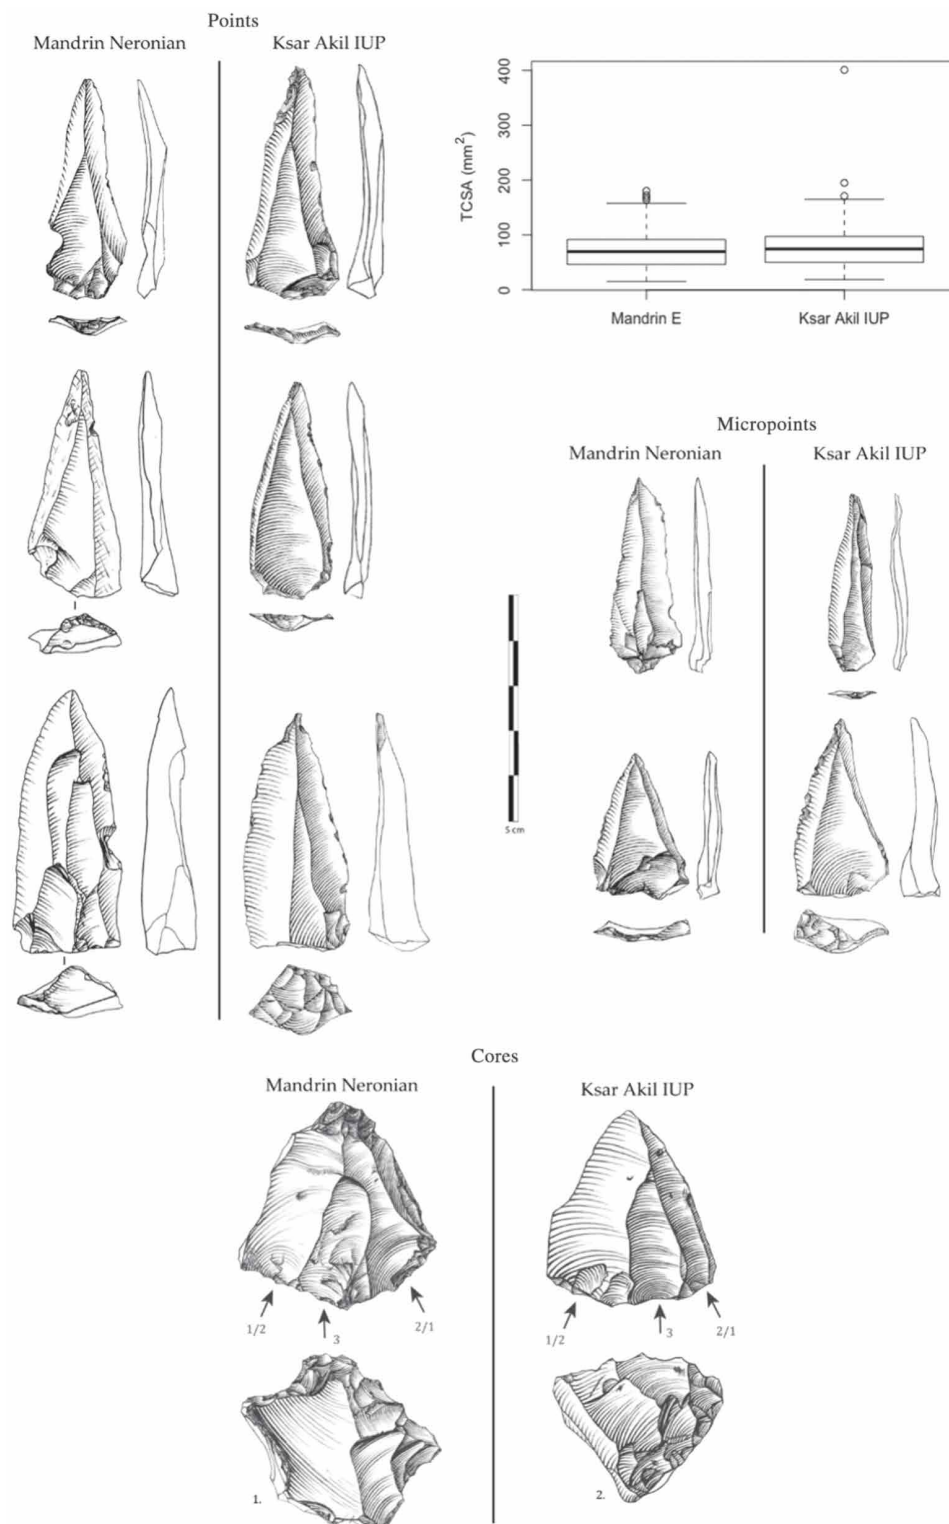 Points
Mandrin Neronian
Ksar Akil IUP
TCSA (mm²)
0
100
200
300
400
Mandrin E
Ksar Akil IUP
Micropoints
Mandrin Neronian
Ksar Akil IUP
5 cm
Cores
Mandrin Neronian
Ksar Akil IUP
1/2
3
2/1
1/2
3
2/1
1.
2.